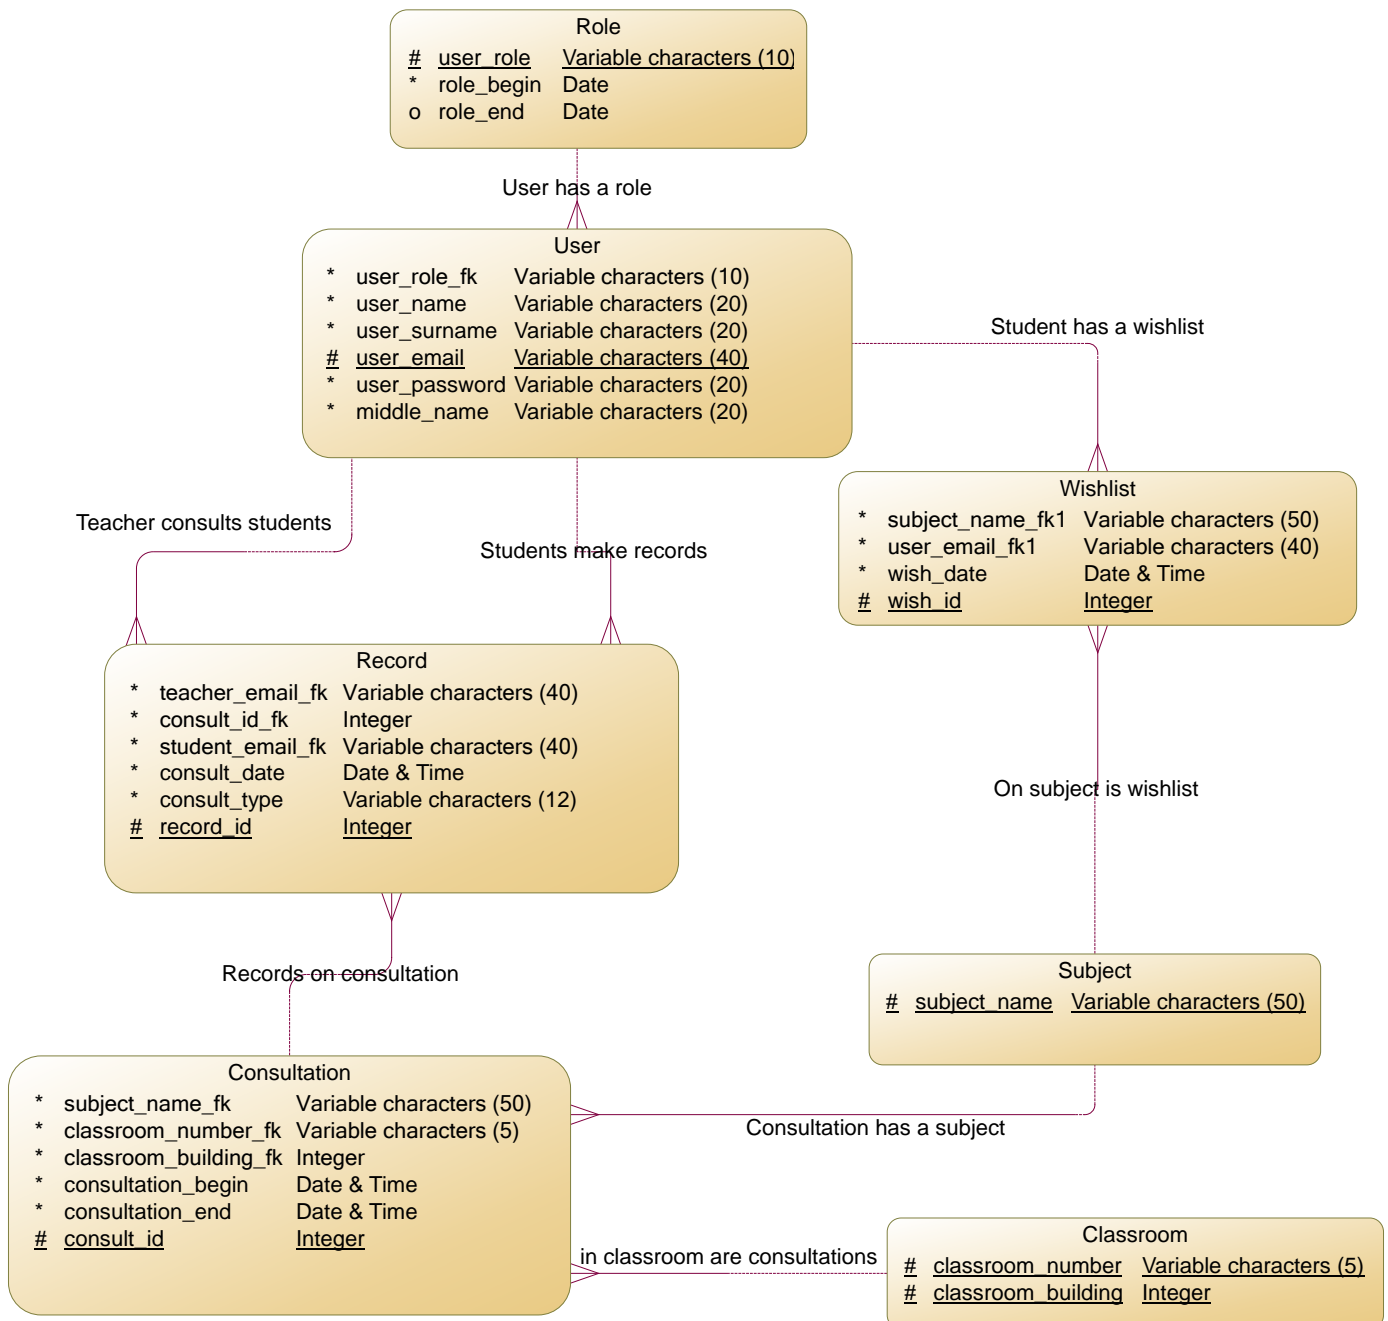 Role
# user_role Variable characters (10)
* role_begin Date
o role_end Date
User has a role
User
* user_role_fk Variable characters (10)
* user_name Variable characters (20)
* user_surname Variable characters (20)
# user_email Variable characters (40)
* user_password Variable characters (20)
* middle_name Variable characters (20)
Student has a wishlist
Wishlist
* subject_name_fk1 Variable characters (50)
* user_email_fk1 Variable characters (40)
* wish_date Date & Time
# wish_id Integer
Teacher consults students
Students make records
Record
* teacher_email_fk Variable characters (40)
* consult_id_fk Integer
* student_email_fk Variable characters (40)
* consult_date Date & Time
* consult_type Variable characters (12)
# record_id Integer
On subject is wishlist
Records on consultation
Subject
# subject_name Variable characters (50)
Consultation
* subject_name_fk Variable characters (50)
* classroom_number_fk Variable characters (5)
* classroom_building_fk Integer
* consultation_begin Date & Time
* consultation_end Date & Time
# consult_id Integer
Consultation has a subject
in classroom are consultations
Classroom
# classroom_number Variable characters (5)
# classroom_building Integer